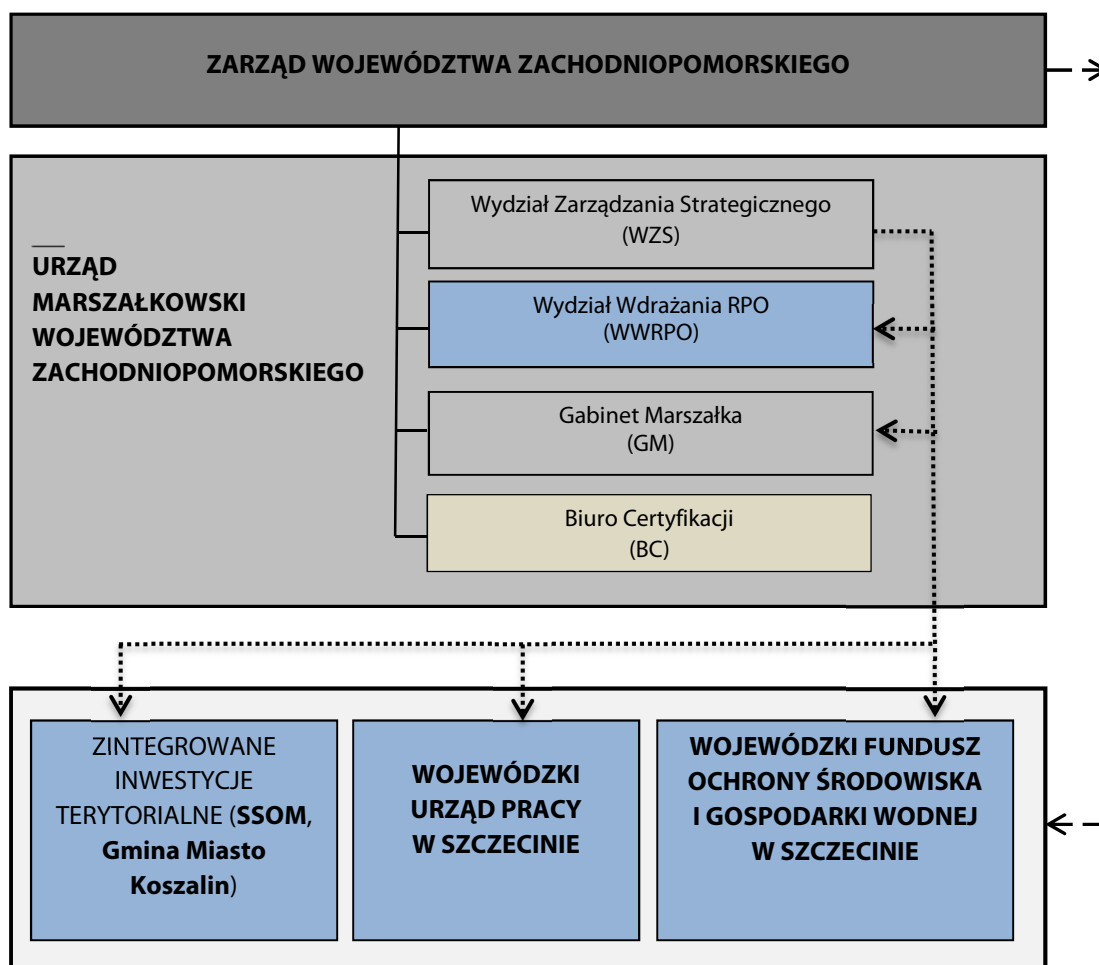 ZARZĄD WOJEWÓDZTWA ZACHODNIOPOMORSKIEGO
URZĄD
MARSZAŁKOWSKI
WOJEWÓDZTWA
ZACHODNIOPOMORSKIEGO
Wydział Zarządzania Strategicznego
(WZS)
Wydział Wdrażania RPO
(WWRPO)
Gabinet Marszałka
(GM)
Biuro Certyfikacji
(BC)
ZINTEGROWANE
INWESTYCJE
TERYTORIALNE (SSOM,
Gmina Miasto
Koszalin)
WOJEWÓDZKI
URZĄD PRACY
W SZCZECINIE
WOJEWÓDZKI FUNDUSZ
OCHRONY ŚRODOWISKA
I GOSPODARKI WODNEJ
W SZCZECINIE